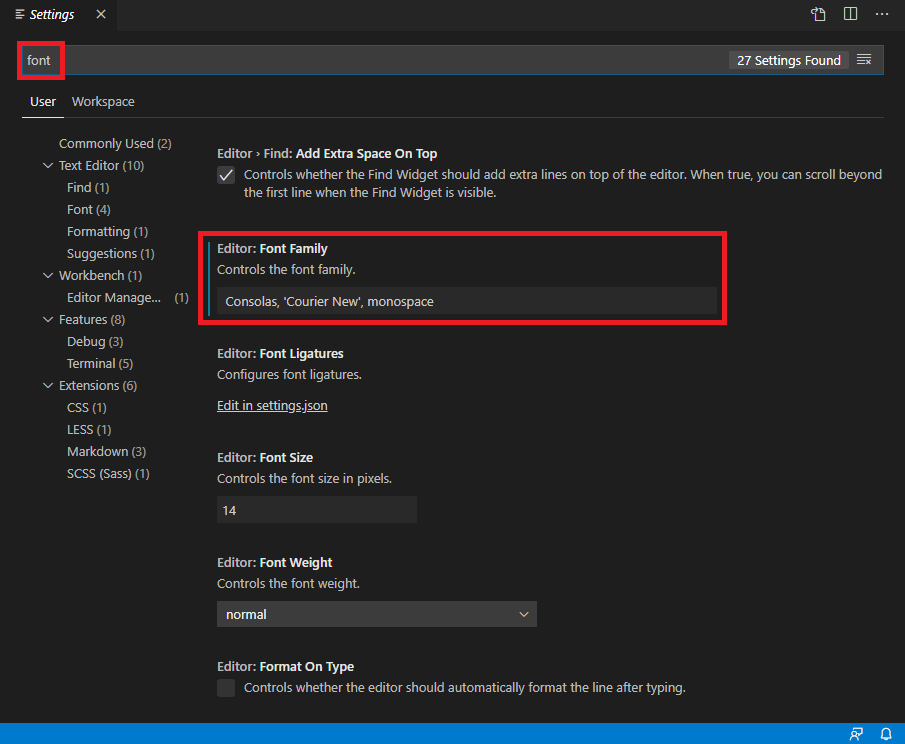 Settings
font
27 Settings Found
User Workspace
Commonly Used (2)
Text Editor (10)
Find (1)
Font (4)
Formatting (1)
Suggestions (1)
Workbench (1)
Editor Manage... (1)
Features (8)
Debug (3)
Terminal (5)
Extensions (6)
CSS (1)
LESS (1)
Markdown (3)
SCSS (Sass) (1)
Editor › Find: Add Extra Space On Top
Controls whether the Find Widget should add extra lines on top of the editor. When true, you can scroll beyond
the first line when the Find Widget is visible.
Editor: Font Family
Controls the font family.
Consolas, 'Courier New', monospace
Editor: Font Ligatures
Configures font ligatures.
Edit in settings.json
Editor: Font Size
Controls the font size in pixels.
14
Editor: Font Weight
Controls the font weight.
normal
Editor: Format On Type
Controls whether the editor should automatically format the line after typing.